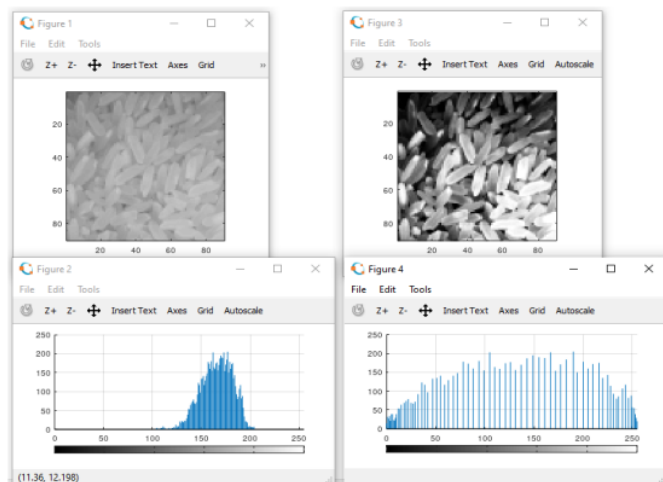 Figure 1
File Edit Tools
Z+ Z- Insert Text Axes Grid »
20
40
60
80
20 40 60 80
Figure 3
File Edit Tools
Z+ Z- Insert Text Axes Grid Autoscale
20
40
60
80
20 40 60 80
Figure 2
File Edit Tools
Z+ Z- Insert Text Axes Grid Autoscale
250
200
150
100
50
0
0 50 100 150 200 250
(11.36, 12.198)
Figure 4
File Edit Tools
Z+ Z- Insert Text Axes Grid Autoscale
250
200
150
100
50
0
0 50 100 150 200 250